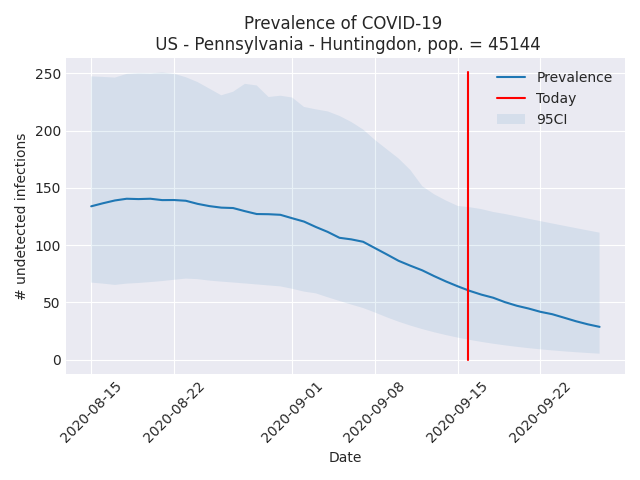 Prevalence of COVID-19
US - Pennsylvania - Huntingdon, pop. = 45144
# undetected infections
250
200
150
100
50
0
Prevalence
Today
95CI
2020-08-15
2020-08-22
2020-09-01
2020-09-08
2020-09-15
2020-09-22
Date